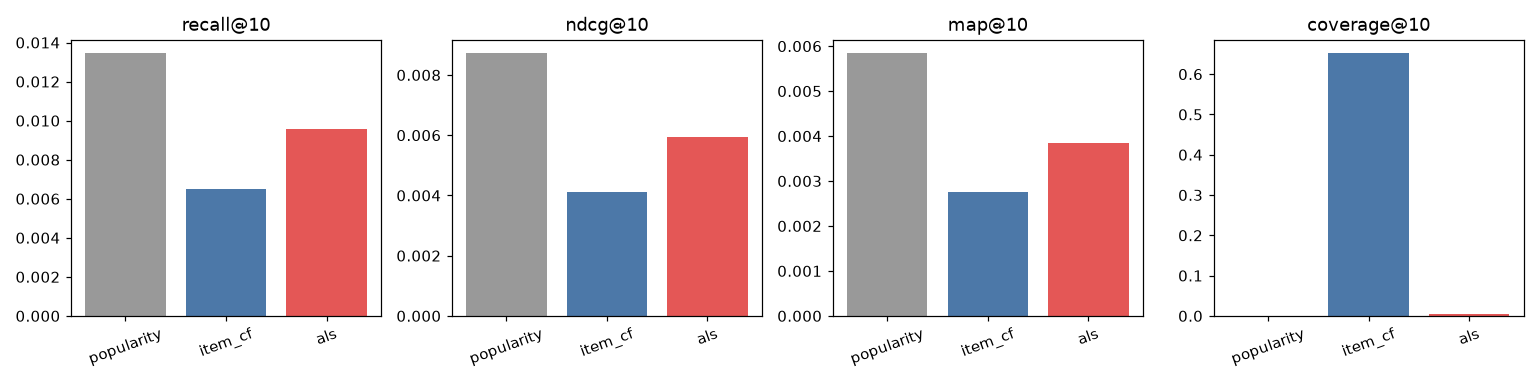 recall@10
0.014
0.012
0.010
0.008
0.006
0.004
0.002
0.000
popularity
item_cf
als
ndcg@10
0.008
0.006
0.004
0.002
0.000
popularity
item_cf
als
map@10
0.006
0.005
0.004
0.003
0.002
0.001
0.000
popularity
item_cf
als
coverage@10
0.6
0.5
0.4
0.3
0.2
0.1
0.0
popularity
item_cf
als